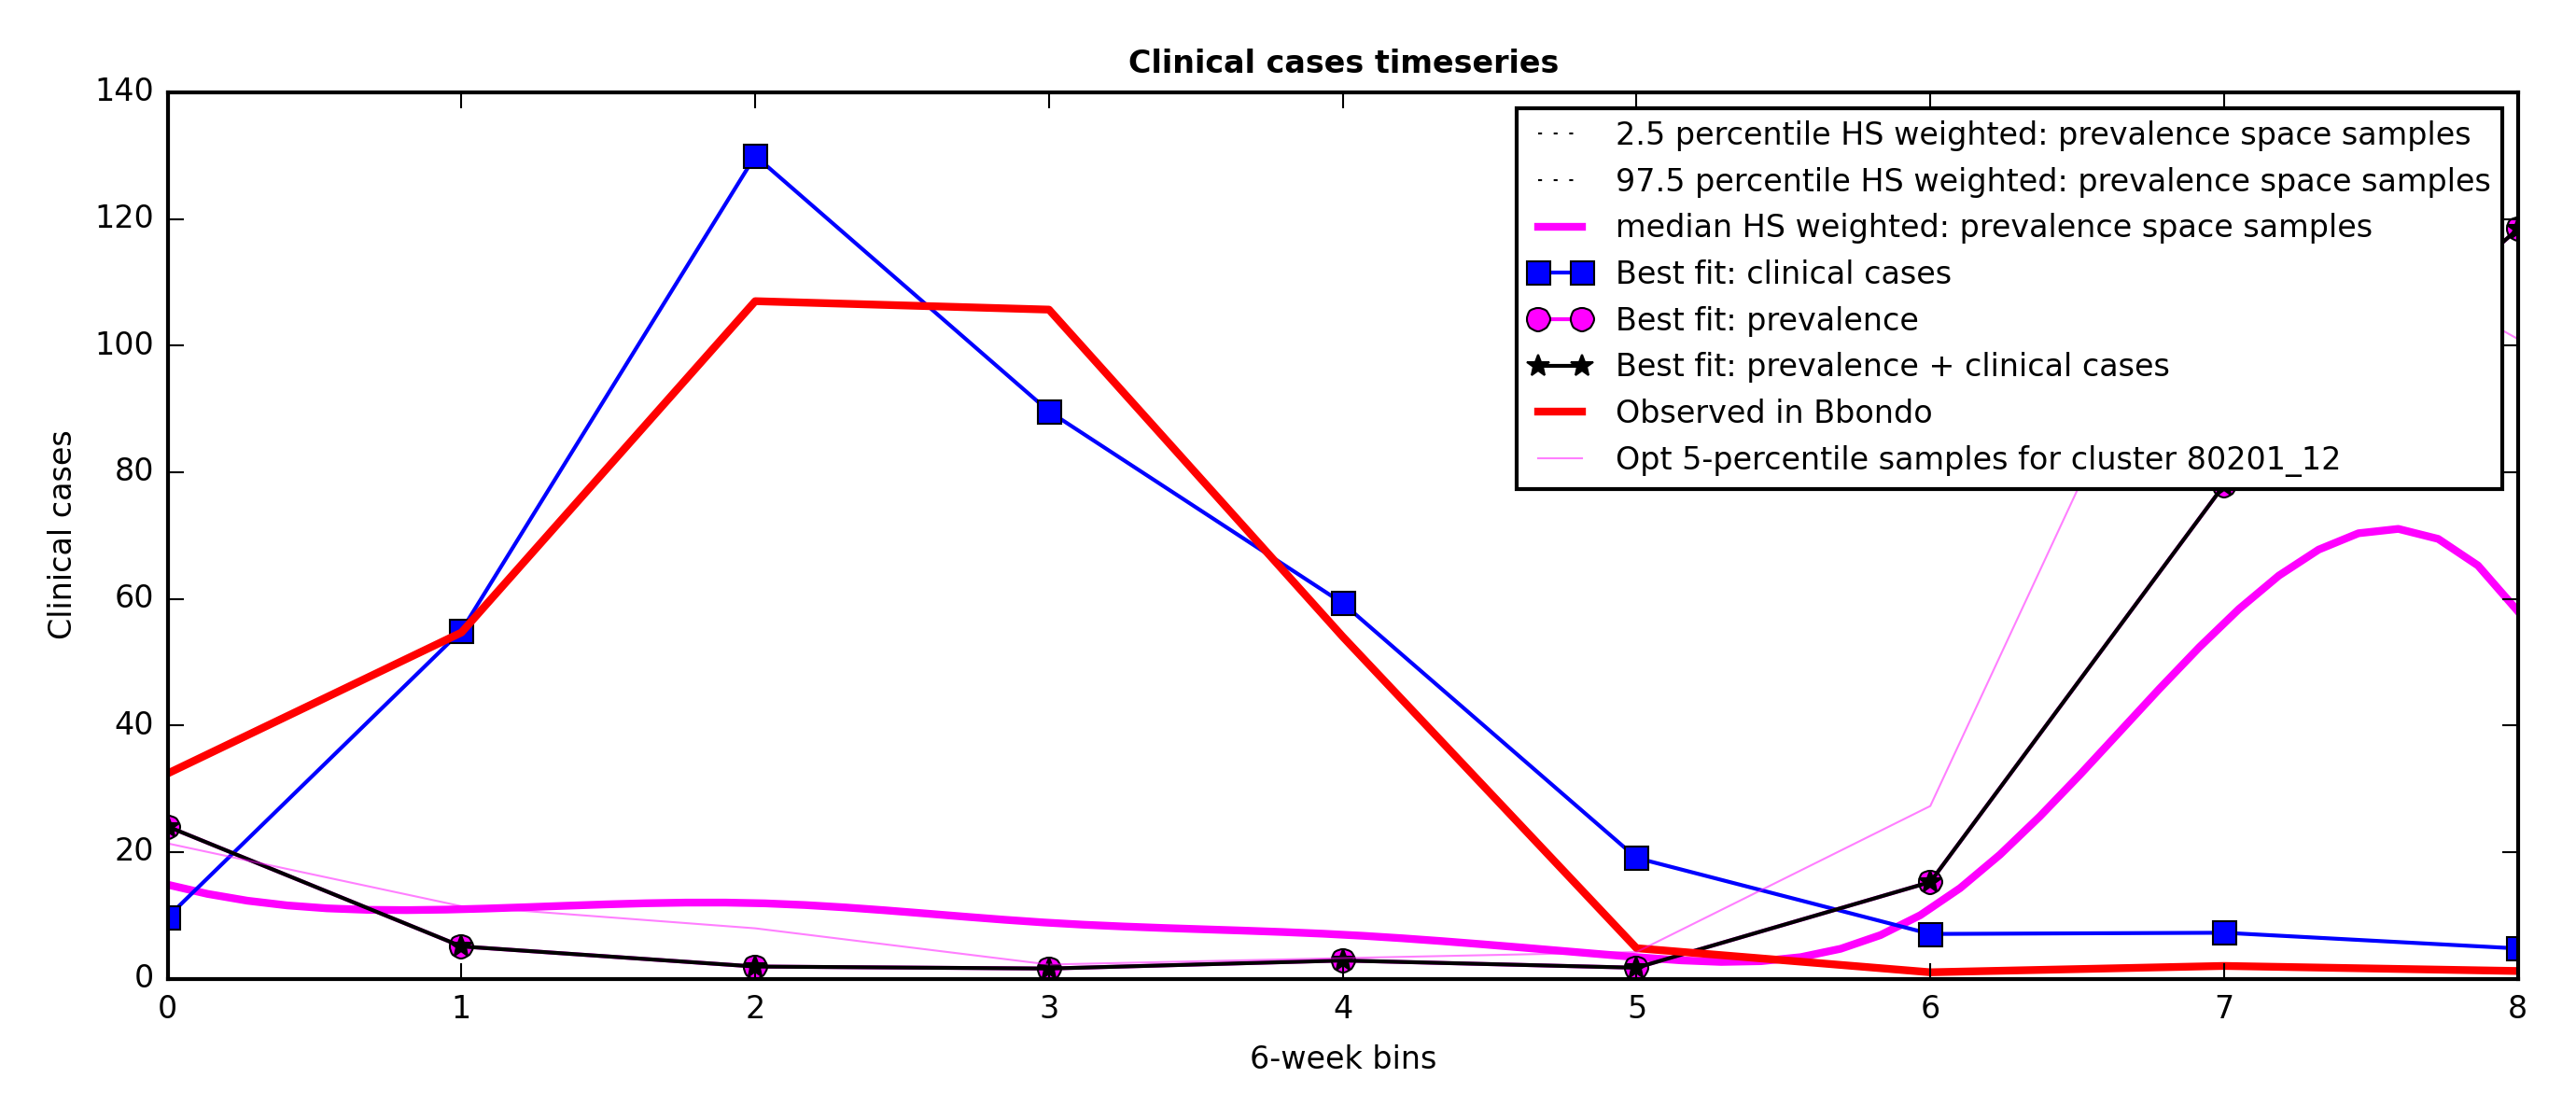 Clinical cases timeseries
140
120
100
80
60
40
20
0
Clinical cases
2.5 percentile HS weighted: prevalence space samples
97.5 percentile HS weighted: prevalence space samples
median HS weighted: prevalence space samples
Best fit: clinical cases
Best fit: prevalence
Best fit: prevalence + clinical cases
Observed in Bbondo
Opt 5-percentile samples for cluster 80201_12
0 1 2 3 4 5 6 7 8
6-week bins